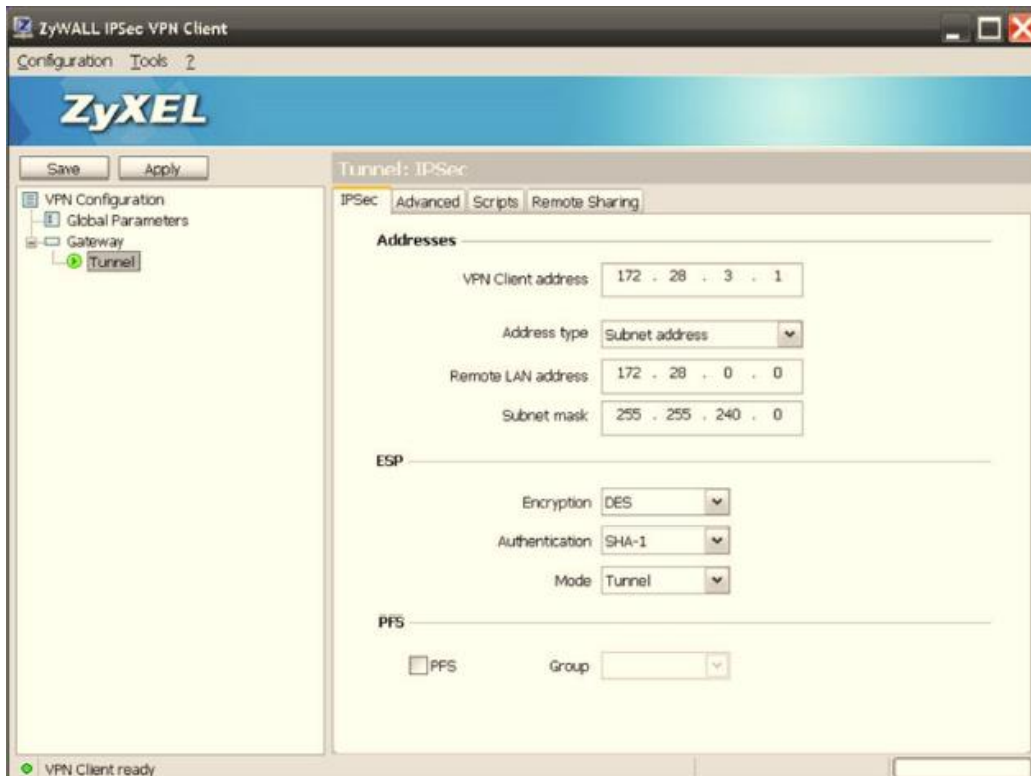 ZyWALL IPSec VPN Client
Configuration Tools ?
ZyXEL
Save Apply
VPN Configuration
Global Parameters
Gateway
Tunnel
Tunnel: IPSec
IPSec Advanced Scripts Remote Sharing
Addresses
VPN Client address 172 . 28 . 3 . 1
Address type Subnet address
Remote LAN address 172 . 28 . 0 . 0
Subnet mask 255 . 255 . 240 . 0
ESP
Encryption DES
Authentication SHA-1
Mode Tunnel
PFS
PFS Group
VPN Client ready